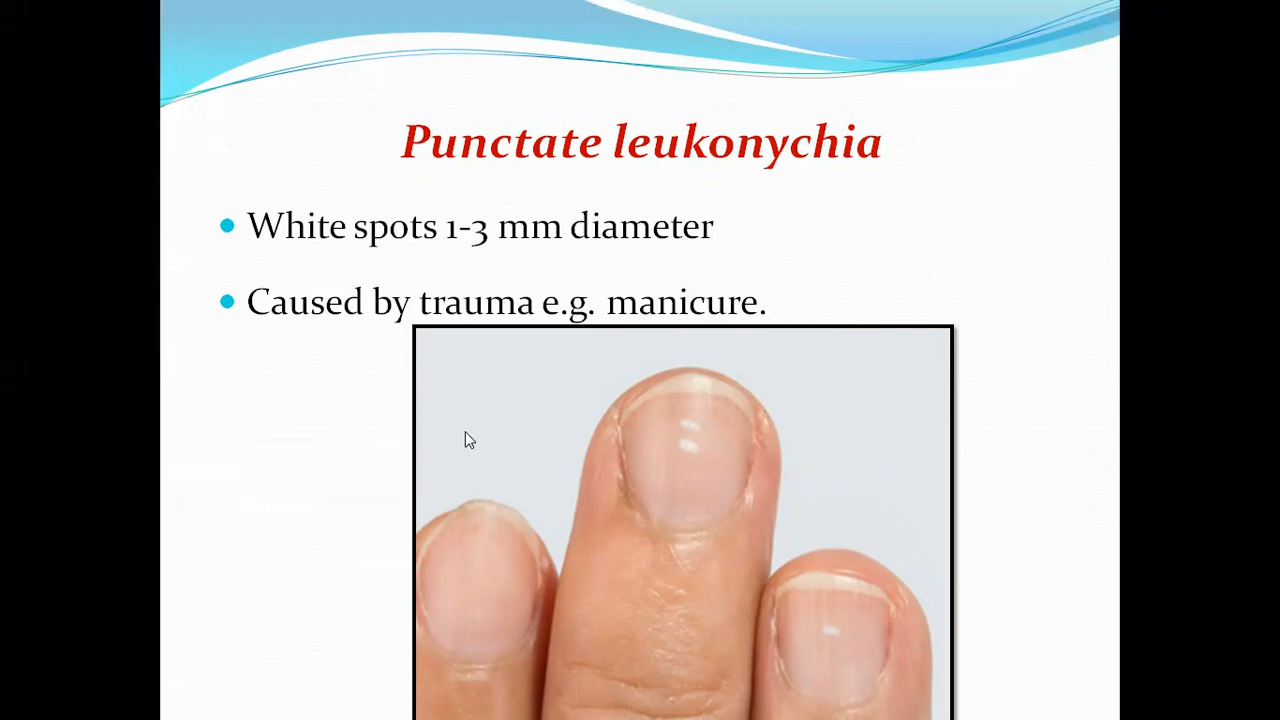 Punctate leukonychia
• White spots 1-3 mm diameter
• Caused by trauma e.g. manicure.